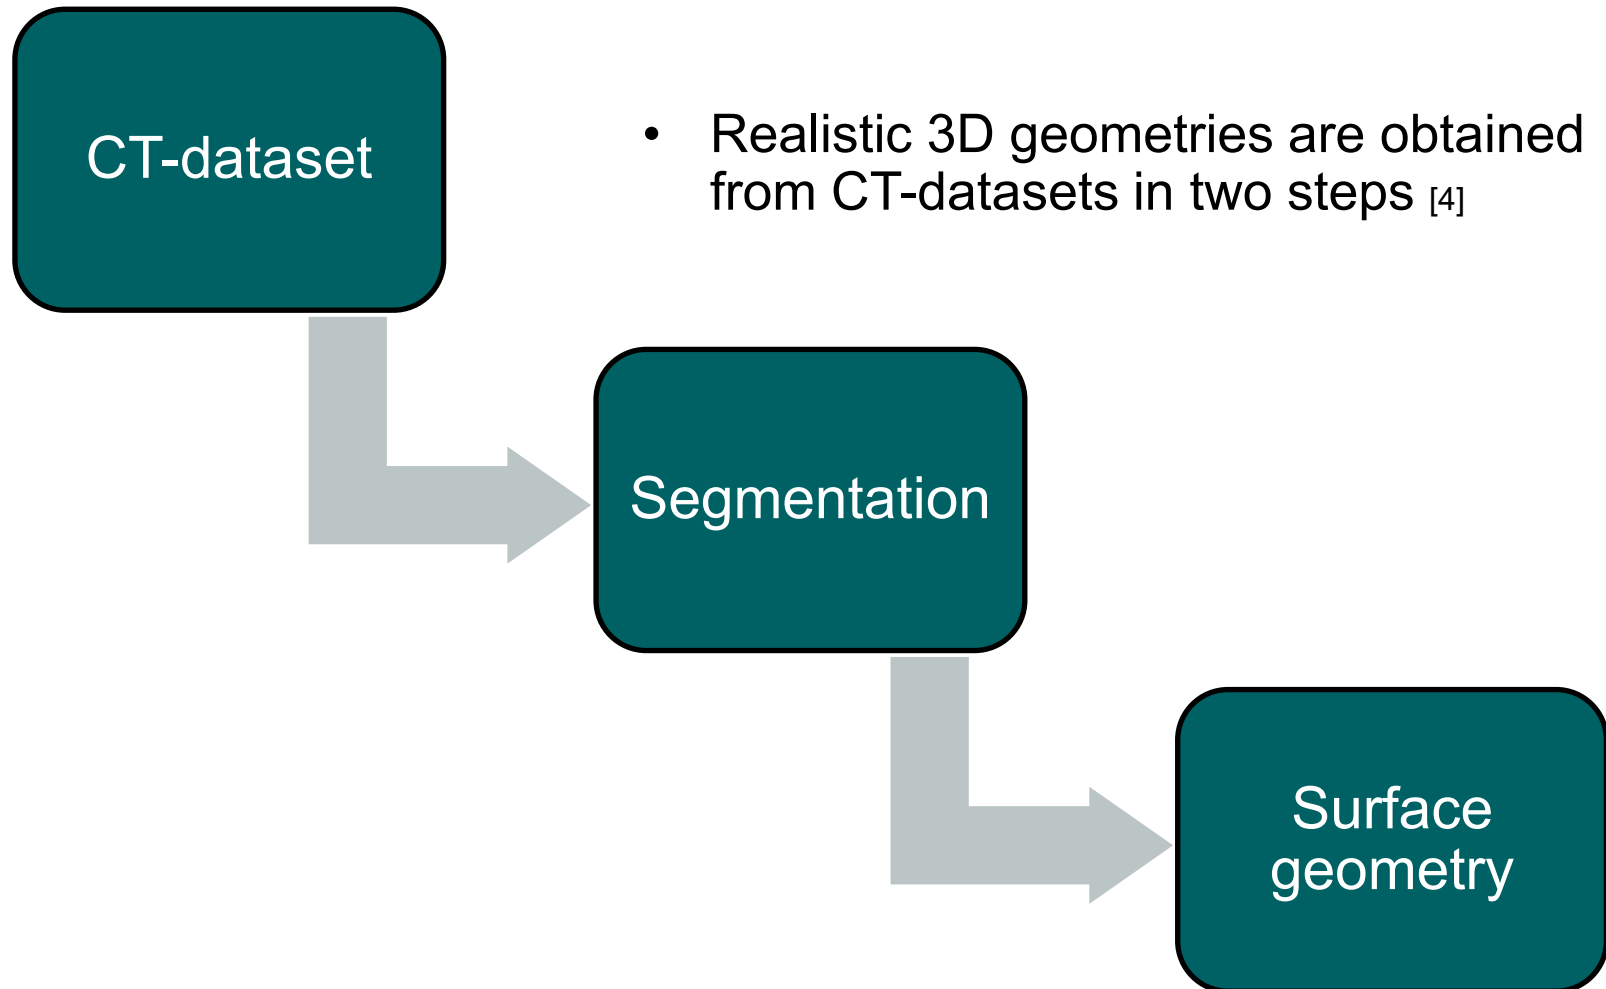 CT-dataset
• Realistic 3D geometries are obtained
from CT-datasets in two steps [4]
Segmentation
Surface
geometry